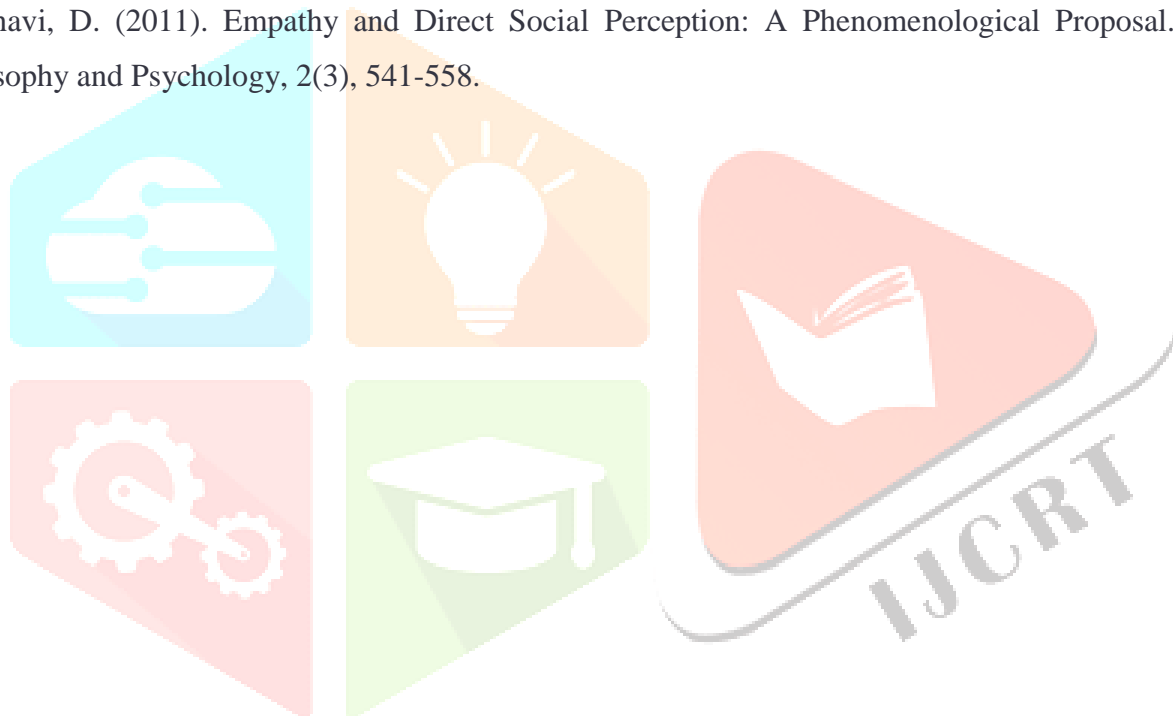 navi, D. (2011). Empathy and Direct Social Perception: A Phenomenological Proposal.
sophy and Psychology, 2(3), 541-558.
IJCRT